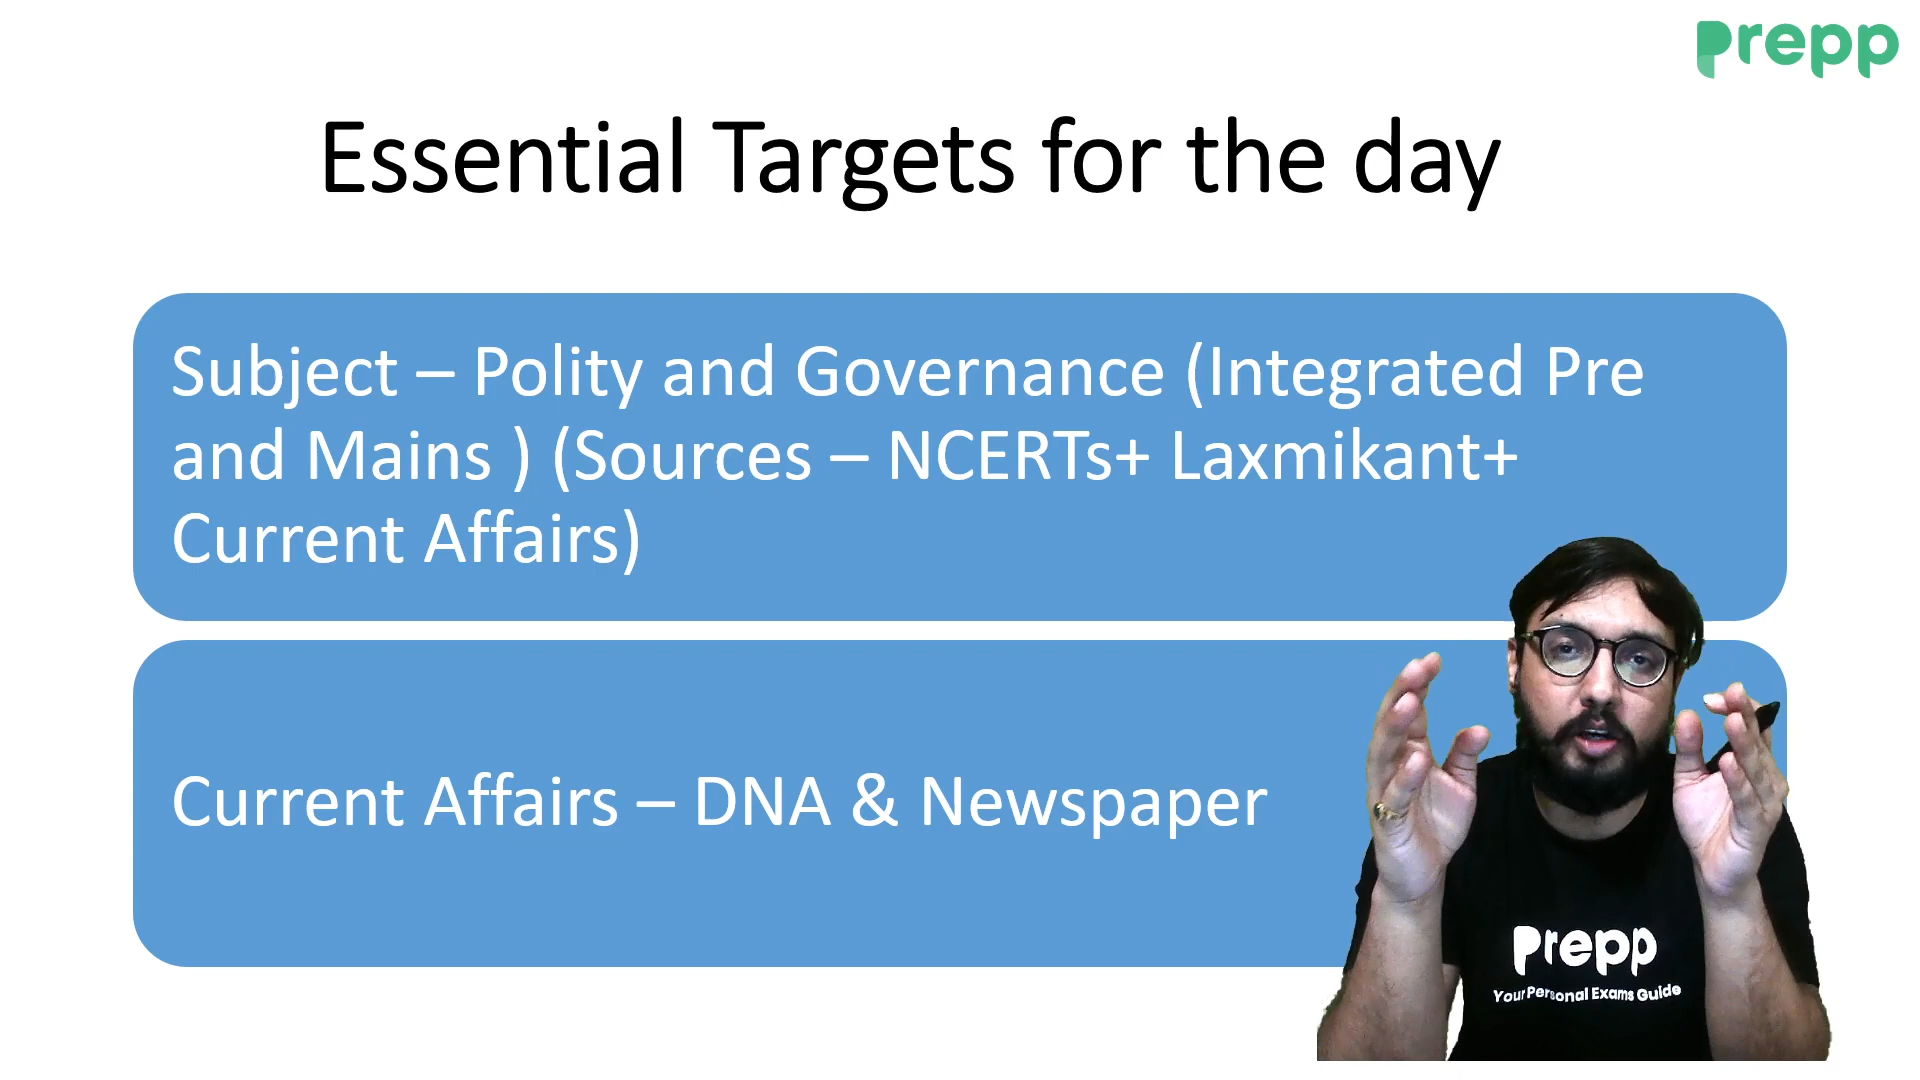 prepp
Essential Targets for the day
Subject – Polity and Governance (Integrated Pre
and Mains ) (Sources – NCERTs+ Laxmikant+
Current Affairs)
Current Affairs – DNA & Newspaper
prepp
Your Personal Exams Guide